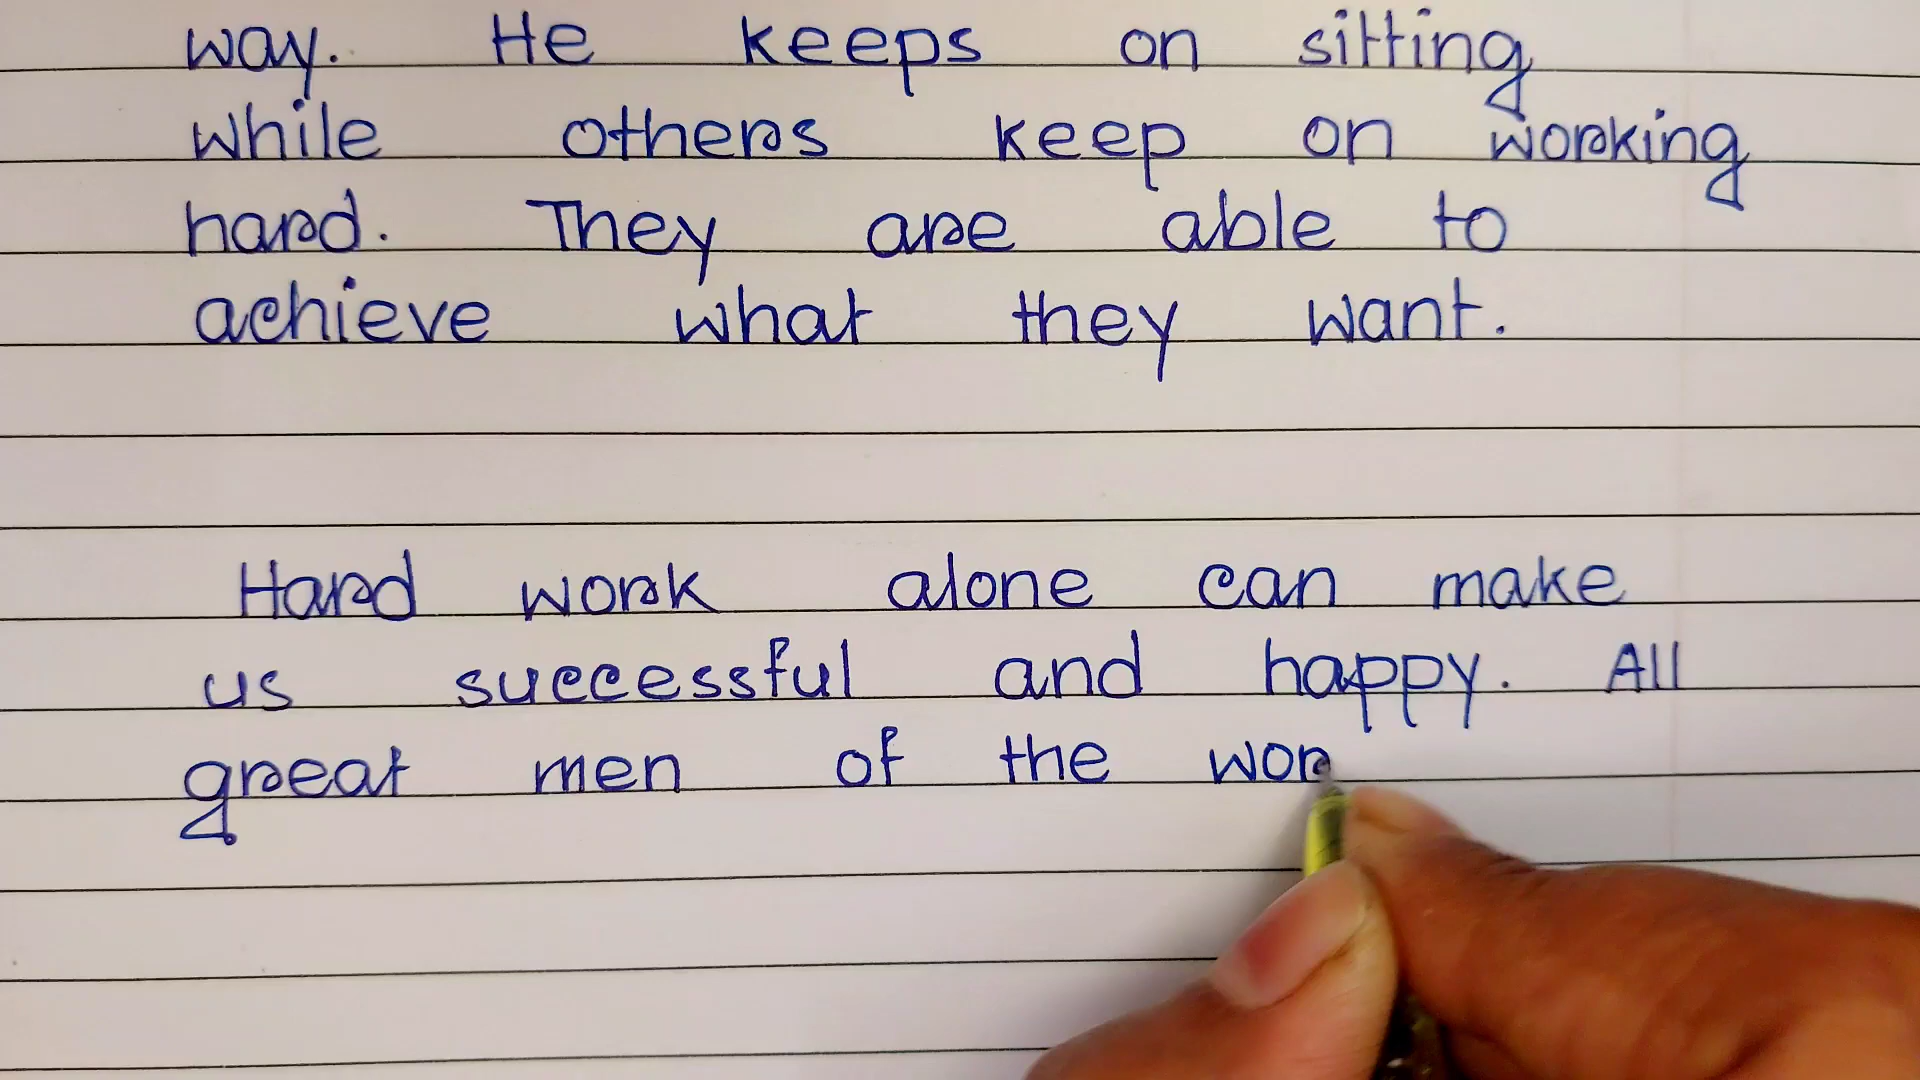 way. He keeps on sitting
while others keep on working
hard. They are able to
achieve what they want.
Hard work alone can make
us successful and happy. All
great men of the wor